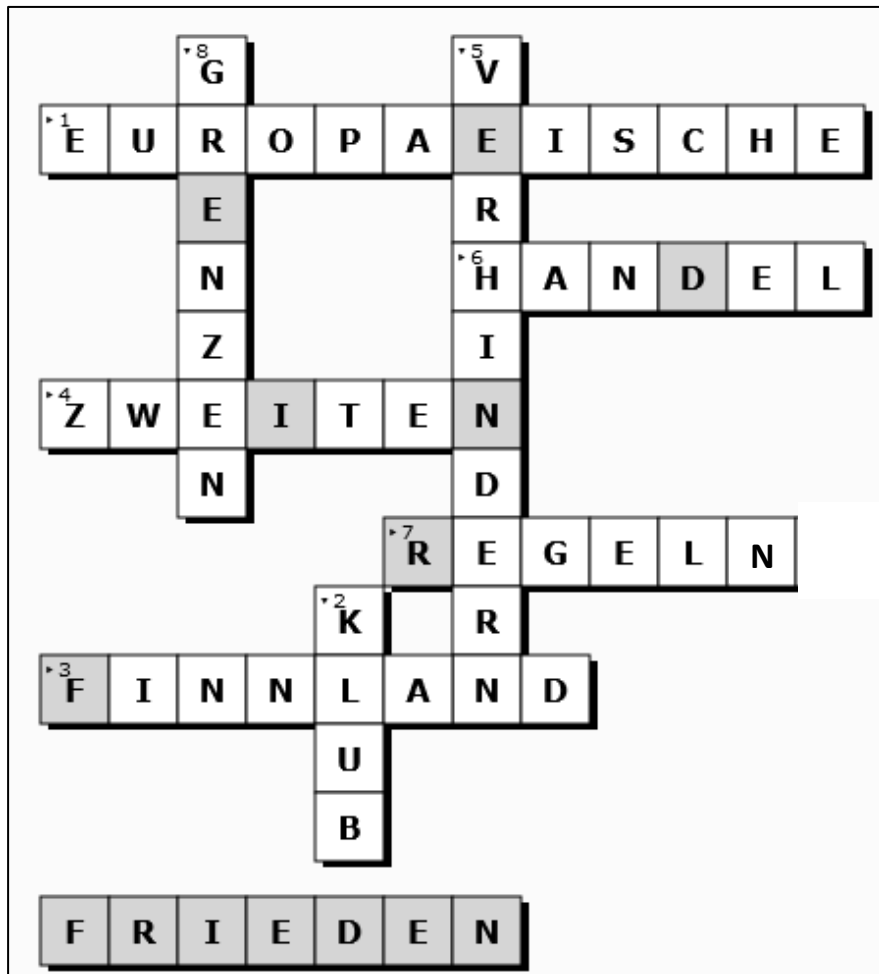 8 G 5 V
1 E U R O P A E I S C H E
E R
N 6 H A N D E L
Z I
4 Z W E I T E N
N D
7 R E G E L N
2 K R
3 F I N N L A N D
U
B
F R I E D E N